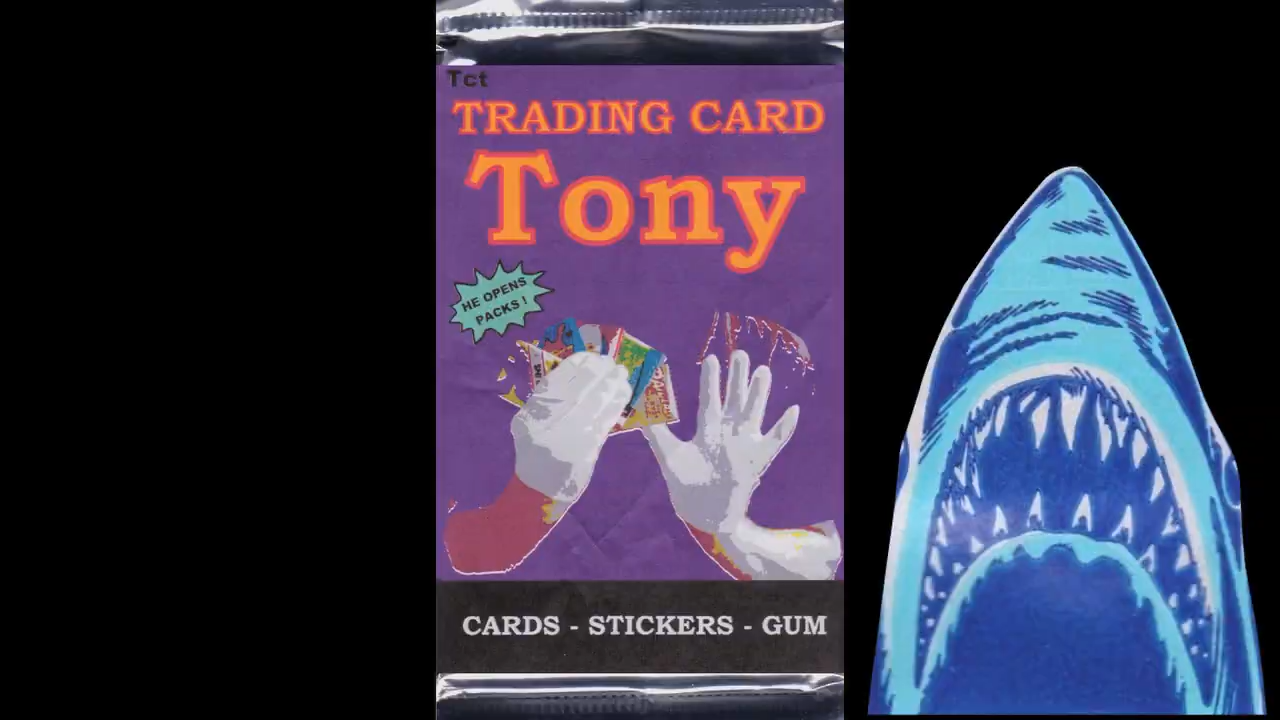 Tct
TRADING CARD
Tony
HE OPENS
PACKS !
CARDS - STICKERS - GUM